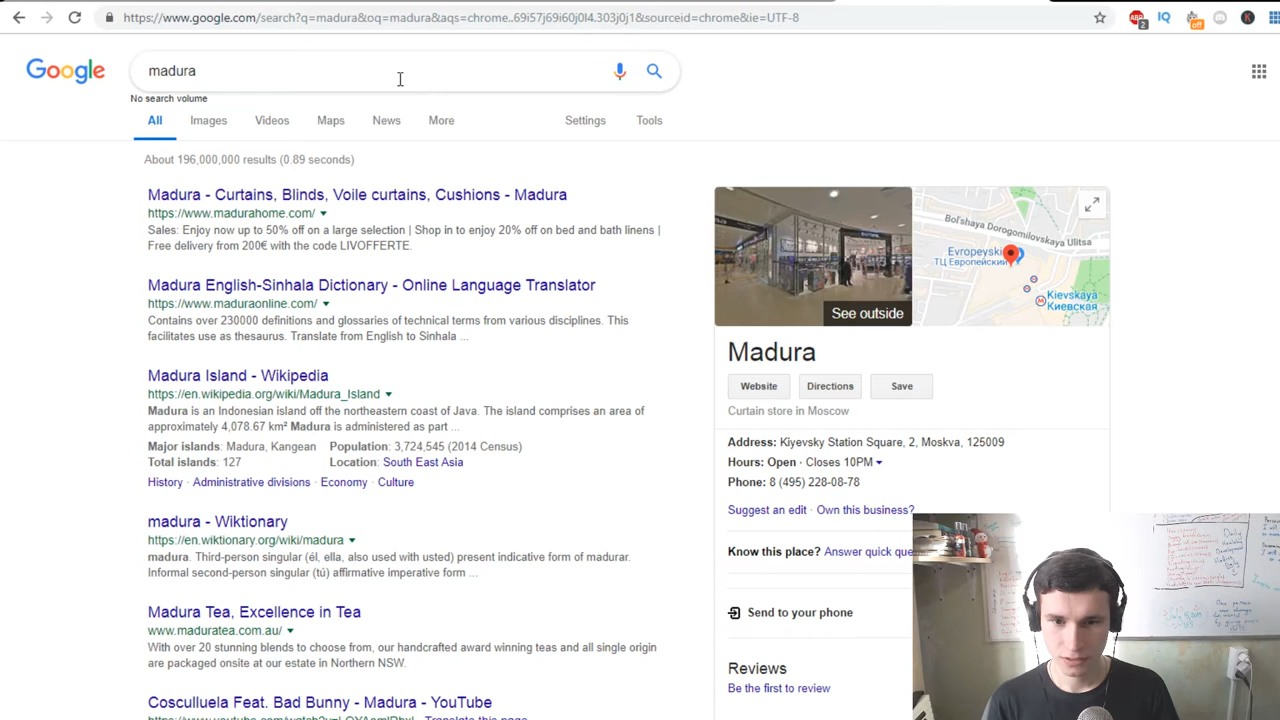 https://www.google.com/search?q=madura&oq=madura&aqs=chrome..69i57j69i60j0l4.303j0j1&sourceid=chrome&ie=UTF-8
ABP
2
IQ
off
K
Google
madura
No search volume
All Images Videos Maps News More Settings Tools
About 196,000,000 results (0.89 seconds)
Madura - Curtains, Blinds, Voile curtains, Cushions - Madura
https://www.madurahome.com/
Sales: Enjoy now up to 50% off on a large selection | Shop in to enjoy 20% off on bed and bath linens |
Free delivery from 200€ with the code LIVOFFERTE.
Madura English-Sinhala Dictionary - Online Language Translator
https://www.maduraonline.com/
Contains over 230000 definitions and glossaries of technical terms from various disciplines. This
facilitates use as thesaurus. Translate from English to Sinhala ...
Madura Island - Wikipedia
https://en.wikipedia.org/wiki/Madura_Island
Madura is an Indonesian island off the northeastern coast of Java. The island comprises an area of
approximately 4,078.67 km² Madura is administered as part ...
Major islands: Madura, Kangean Population: 3,724,545 (2014 Census)
Total islands: 127 Location: South East Asia
History · Administrative divisions · Economy · Culture
madura - Wiktionary
https://en.wiktionary.org/wiki/madura
madura. Third-person singular (él, ella, also used with usted) present indicative form of madurar.
Informal second-person singular (tú) affirmative imperative form ...
Madura Tea, Excellence in Tea
www.maduratea.com.au/
With over 20 stunning blends to choose from, our handcrafted award winning teas and all single origin
are packaged onsite at our estate in Northern NSW.
Cosculluela Feat. Bad Bunny - Madura - YouTube
Translate this page
See outside
Bol'shaya Dorogomilovskaya Ulitsa
Evropeyski
ТЦ Европейский
Kievskaya
Киевская
Madura
Website Directions Save
Curtain store in Moscow
Address: Kiyevsky Station Square, 2, Moskva, 125009
Hours: Open · Closes 10PM
Phone: 8 (495) 228-08-78
Suggest an edit · Own this business?
Know this place? Answer quick que
Send to your phone
Reviews
Be the first to review